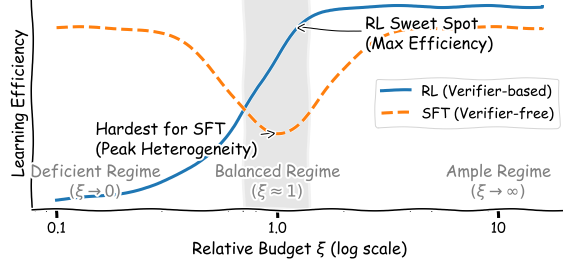 Learning Efficiency
RL Sweet Spot
(Max Efficiency)
RL (Verifier-based)
SFT (Verifier-free)
Hardest for SFT
(Peak Heterogeneity)
Deficient Regime
(ξ→0)
Balanced Regime
(ξ≈1)
Ample Regime
(ξ→∞)
0.1
1.0
10
Relative Budget ξ (log scale)